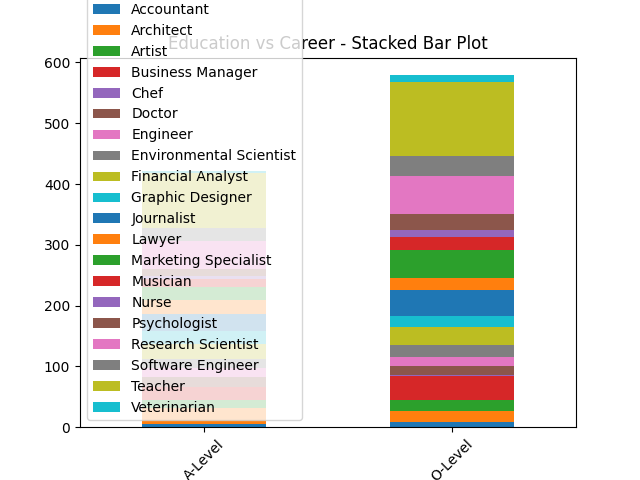 Education vs Career - Stacked Bar Plot
Accountant
Architect
Artist
Business Manager
Chef
Doctor
Engineer
Environmental Scientist
Financial Analyst
Graphic Designer
Journalist
Lawyer
Marketing Specialist
Musician
Nurse
Psychologist
Research Scientist
Software Engineer
Teacher
Veterinarian
600
500
400
300
200
100
0
A-Level
O-Level